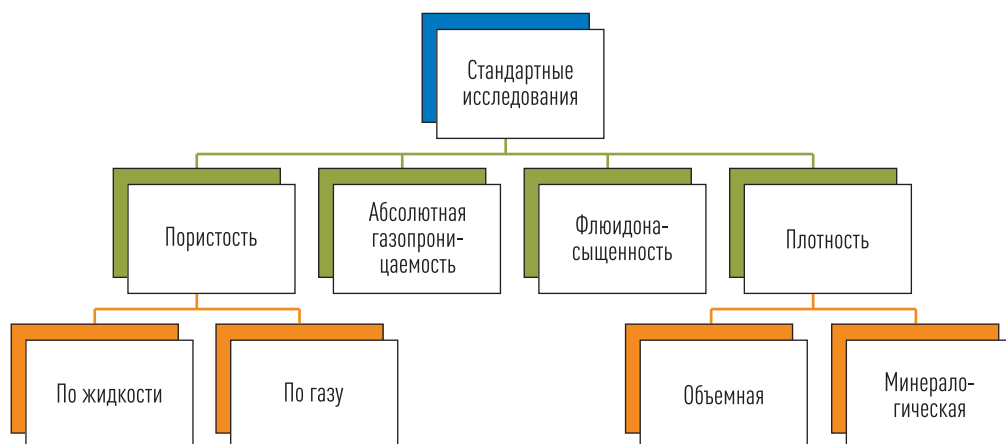 Стандартные
исследования
Пористость
Абсолютная
газопрони-
цаемость
Флюидона-
сыщенность
Плотность
По жидкости
По газу
Объемная
Минерало-
гическая